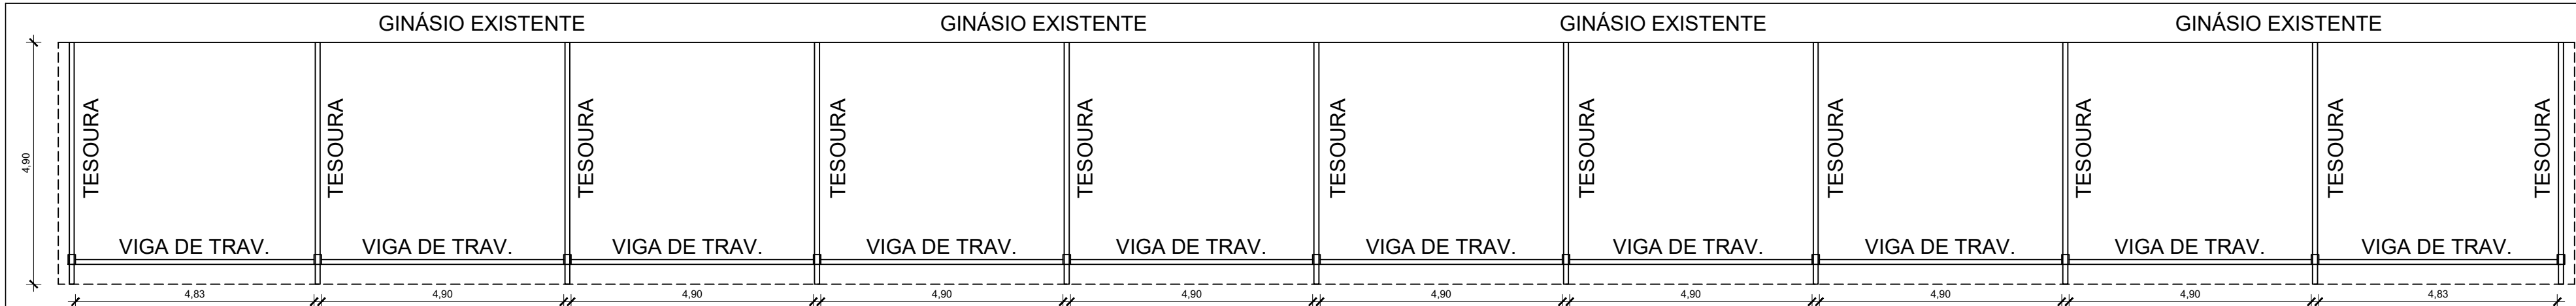 GINÁSIO EXISTENTE
GINÁSIO EXISTENTE
GINÁSIO EXISTENTE
GINÁSIO EXISTENTE
4,90
TESOURA
TESOURA
TESOURA
TESOURA
TESOURA
TESOURA
TESOURA
TESOURA
TESOURA
TESOURA
TESOURA
VIGA DE TRAV.
VIGA DE TRAV.
VIGA DE TRAV.
VIGA DE TRAV.
VIGA DE TRAV.
VIGA DE TRAV.
VIGA DE TRAV.
VIGA DE TRAV.
VIGA DE TRAV.
VIGA DE TRAV.
4,83
4,90
4,90
4,90
4,90
4,90
4,90
4,90
4,90
4,83